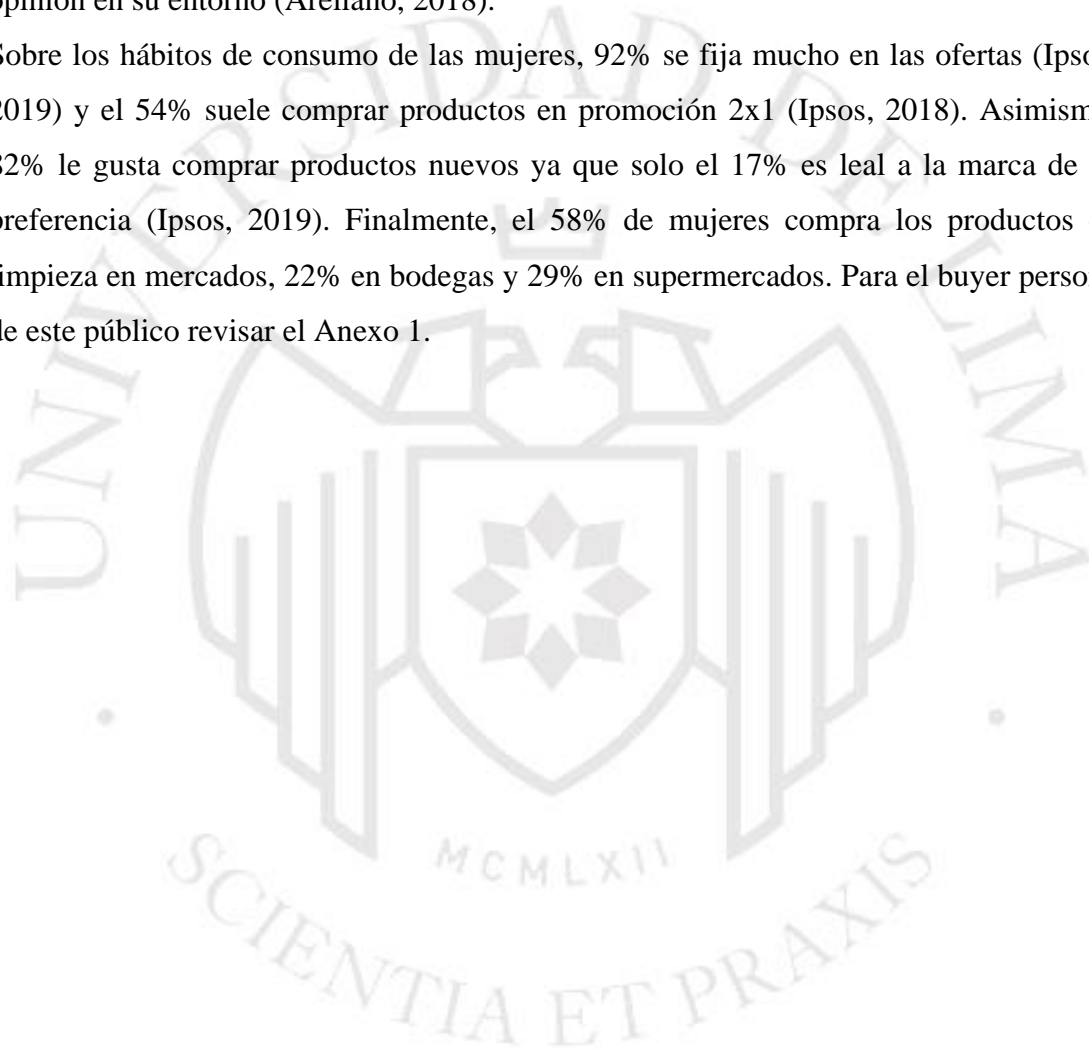 opinión en su entorno (Arellano, 2018).
Sobre los hábitos de consumo de las mujeres, 92% se fija mucho en las ofertas (Ipso
2019) y el 54% suele comprar productos en promoción 2x1 (Ipsos, 2018). Asimism
82% le gusta comprar productos nuevos ya que solo el 17% es leal a la marca de
preferencia (Ipsos, 2019). Finalmente, el 58% de mujeres compra los productos
limpieza en mercados, 22% en bodegas y 29% en supermercados. Para el buyer perso
de este público revisar el Anexo 1.
UNIVERSIDAD DE LIMA
MCMLXII
SCIENTIA ET PRAXIS